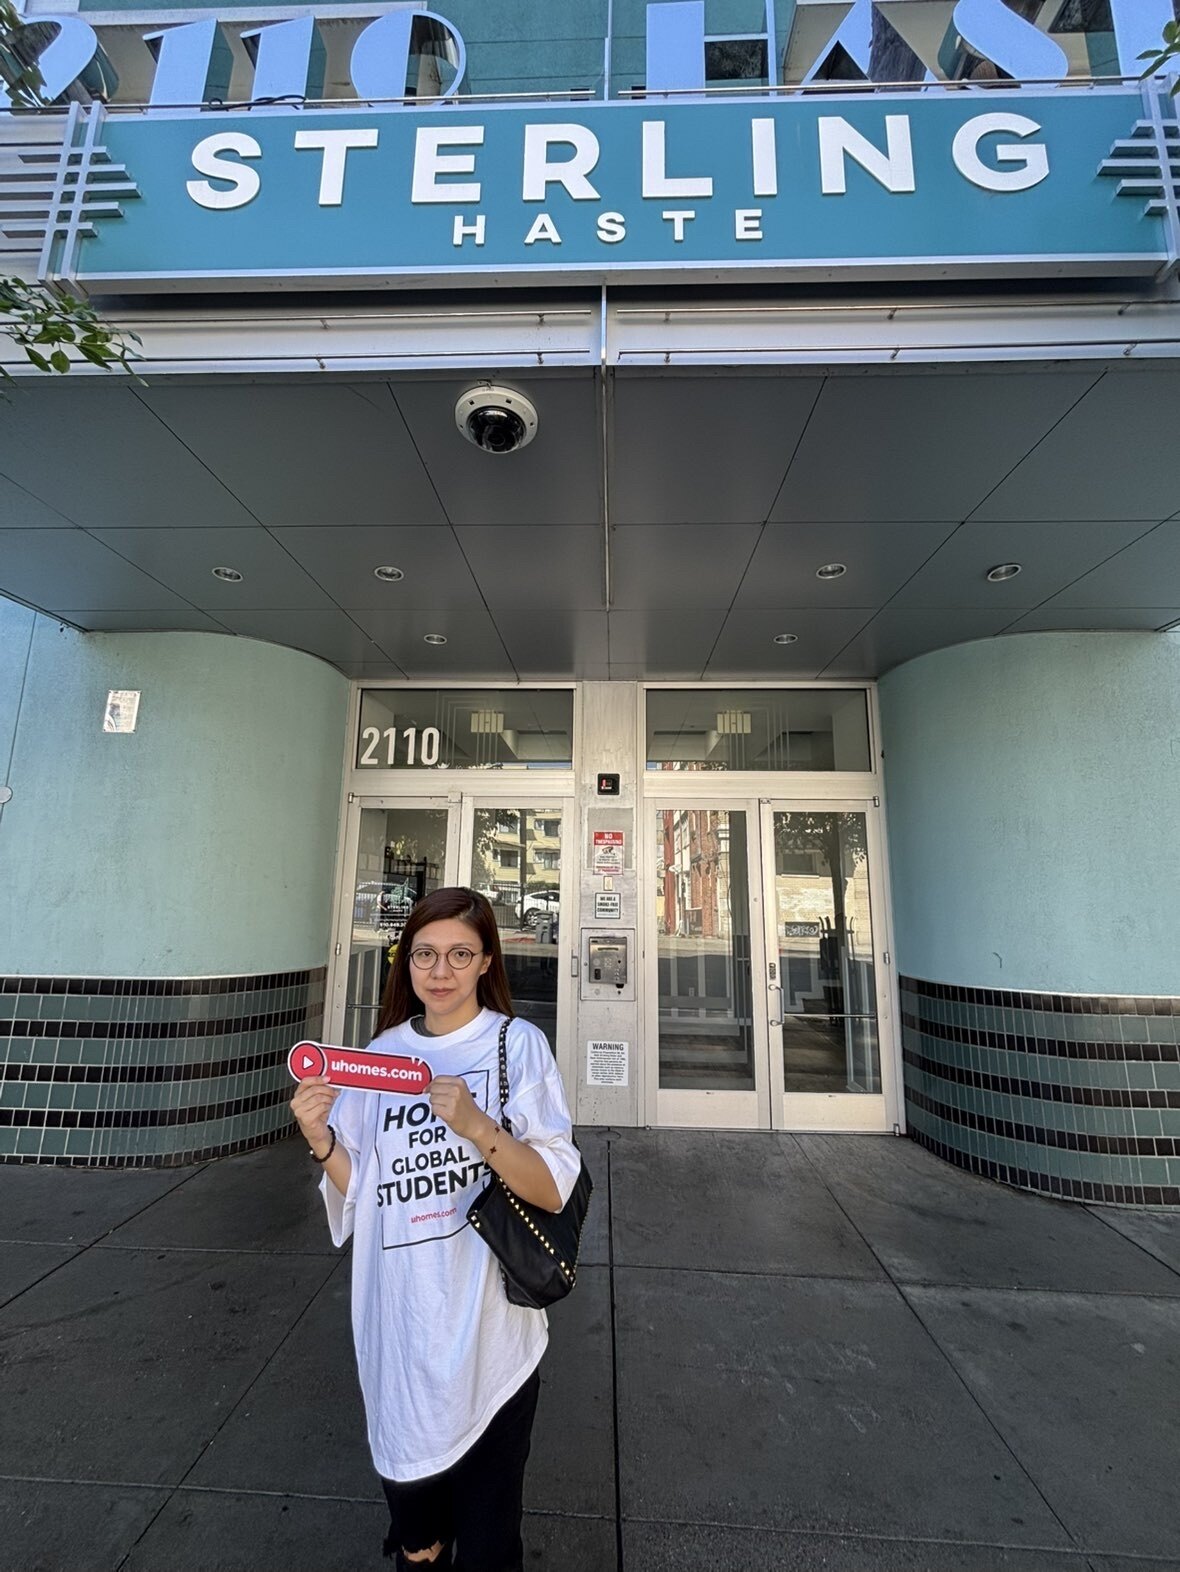 2110 HASTE
STERLING
HASTE
2110
NO
TRESPASSING
WE ARE A
SMOKE-FREE
COMMUNITY
WARNING
uhomes.com
FOR
GLOBAL
STUDENTS
uhomes.com